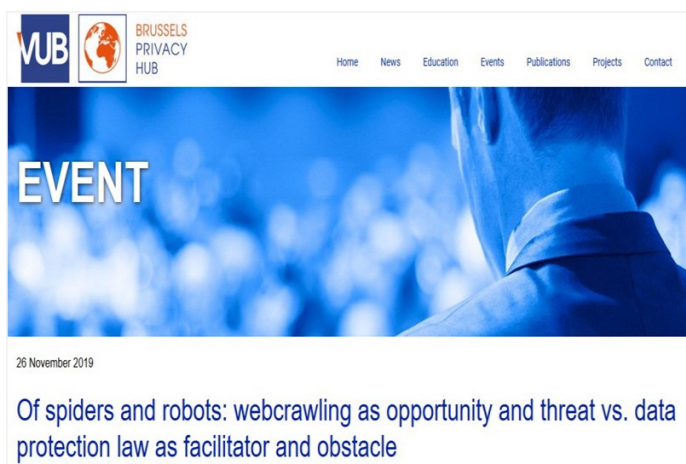 VUB
BRUSSELS
PRIVACY
HUB
Home News Education Events Publications Projects Contact
EVENT
26 November 2019
Of spiders and robots: webcrawling as opportunity and threat vs. data
protection law as facilitator and obstacle